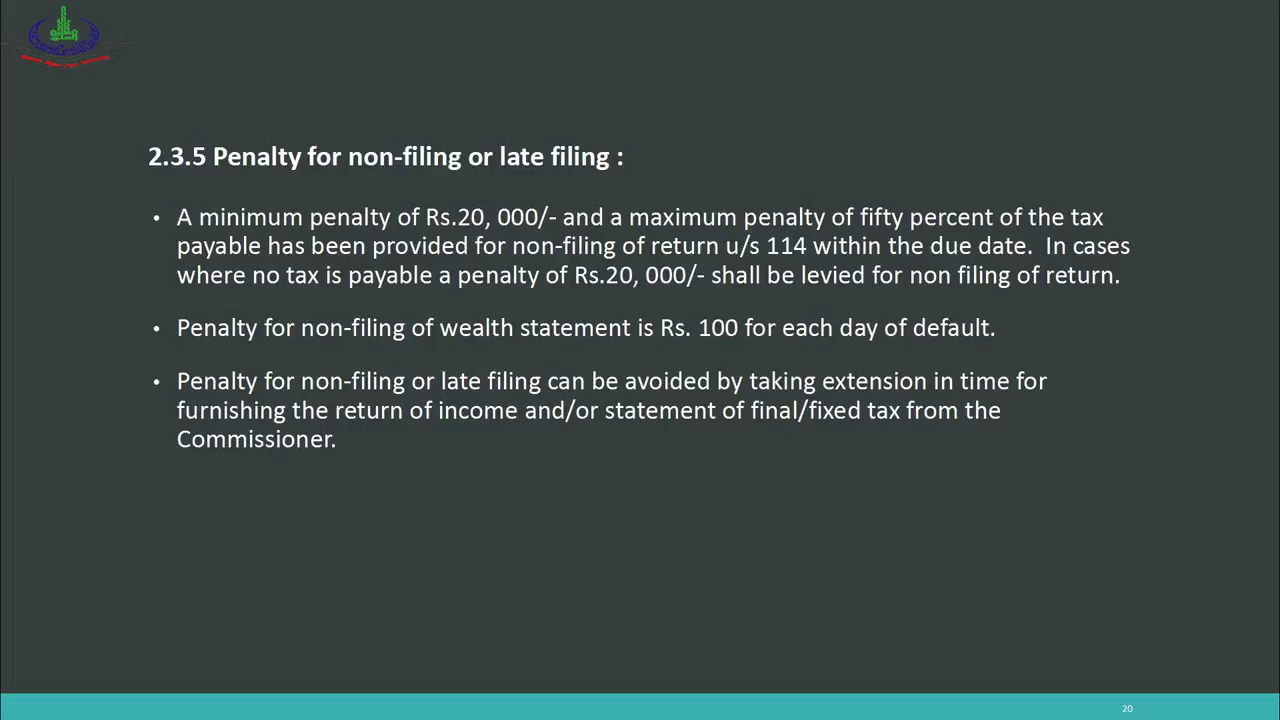 2.3.5 Penalty for non-filing or late filing :
• A minimum penalty of Rs.20, 000/- and a maximum penalty of fifty percent of the tax
payable has been provided for non-filing of return u/s 114 within the due date.  In cases
where no tax is payable a penalty of Rs.20, 000/- shall be levied for non filing of return.
• Penalty for non-filing of wealth statement is Rs. 100 for each day of default.
• Penalty for non-filing or late filing can be avoided by taking extension in time for
furnishing the return of income and/or statement of final/fixed tax from the
Commissioner.
20